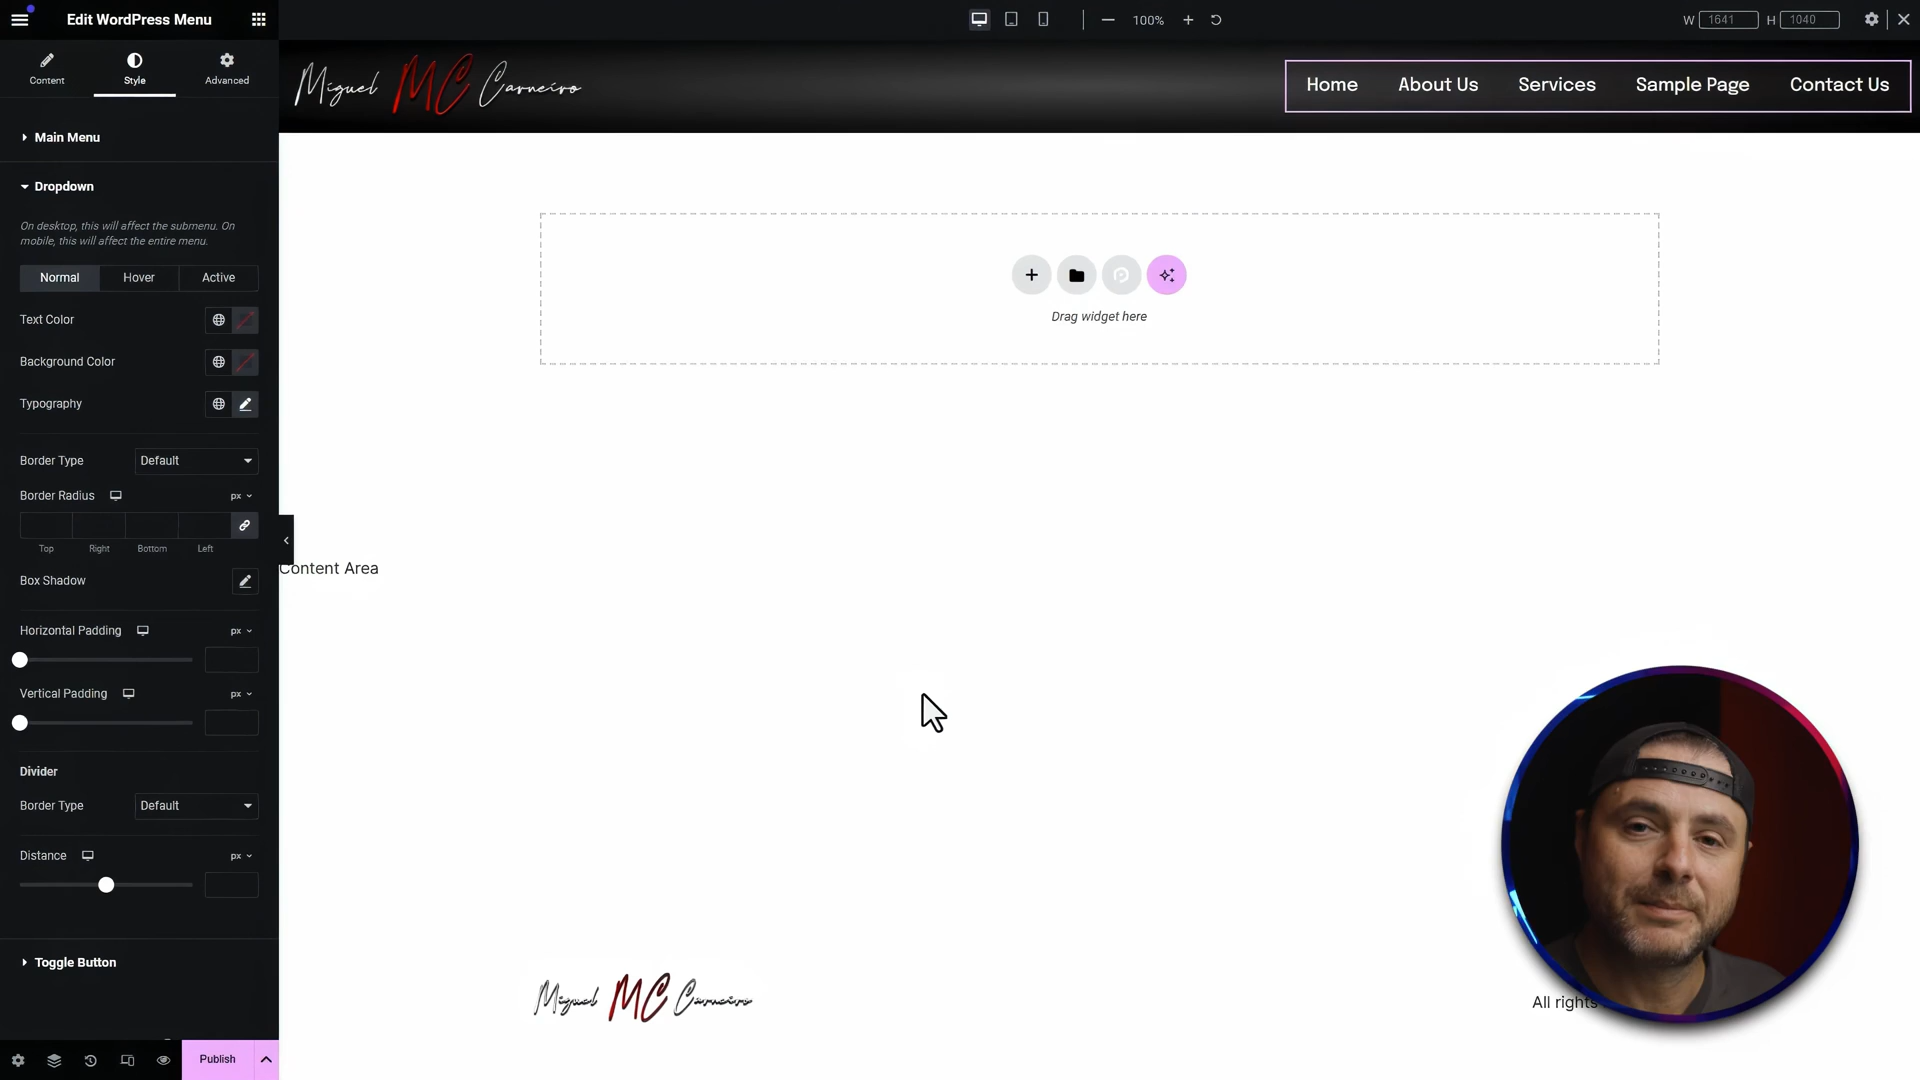 Edit WordPress Menu
100%
W 1641 H 1040
Content Style Advanced
Miguel MC Carneiro
Home About Us Services Sample Page Contact Us
Main Menu
Dropdown
On desktop, this will affect the submenu. On
mobile, this will affect the entire menu.
Normal Hover Active
Text Color
Background Color
Typography
Drag widget here
Border Type Default
Border Radius px
Top Right Bottom Left
Content Area
Box Shadow
Horizontal Padding px
Vertical Padding px
Divider
Border Type Default
Distance px
Toggle Button
Miguel MC Carneiro
All rights
Publish